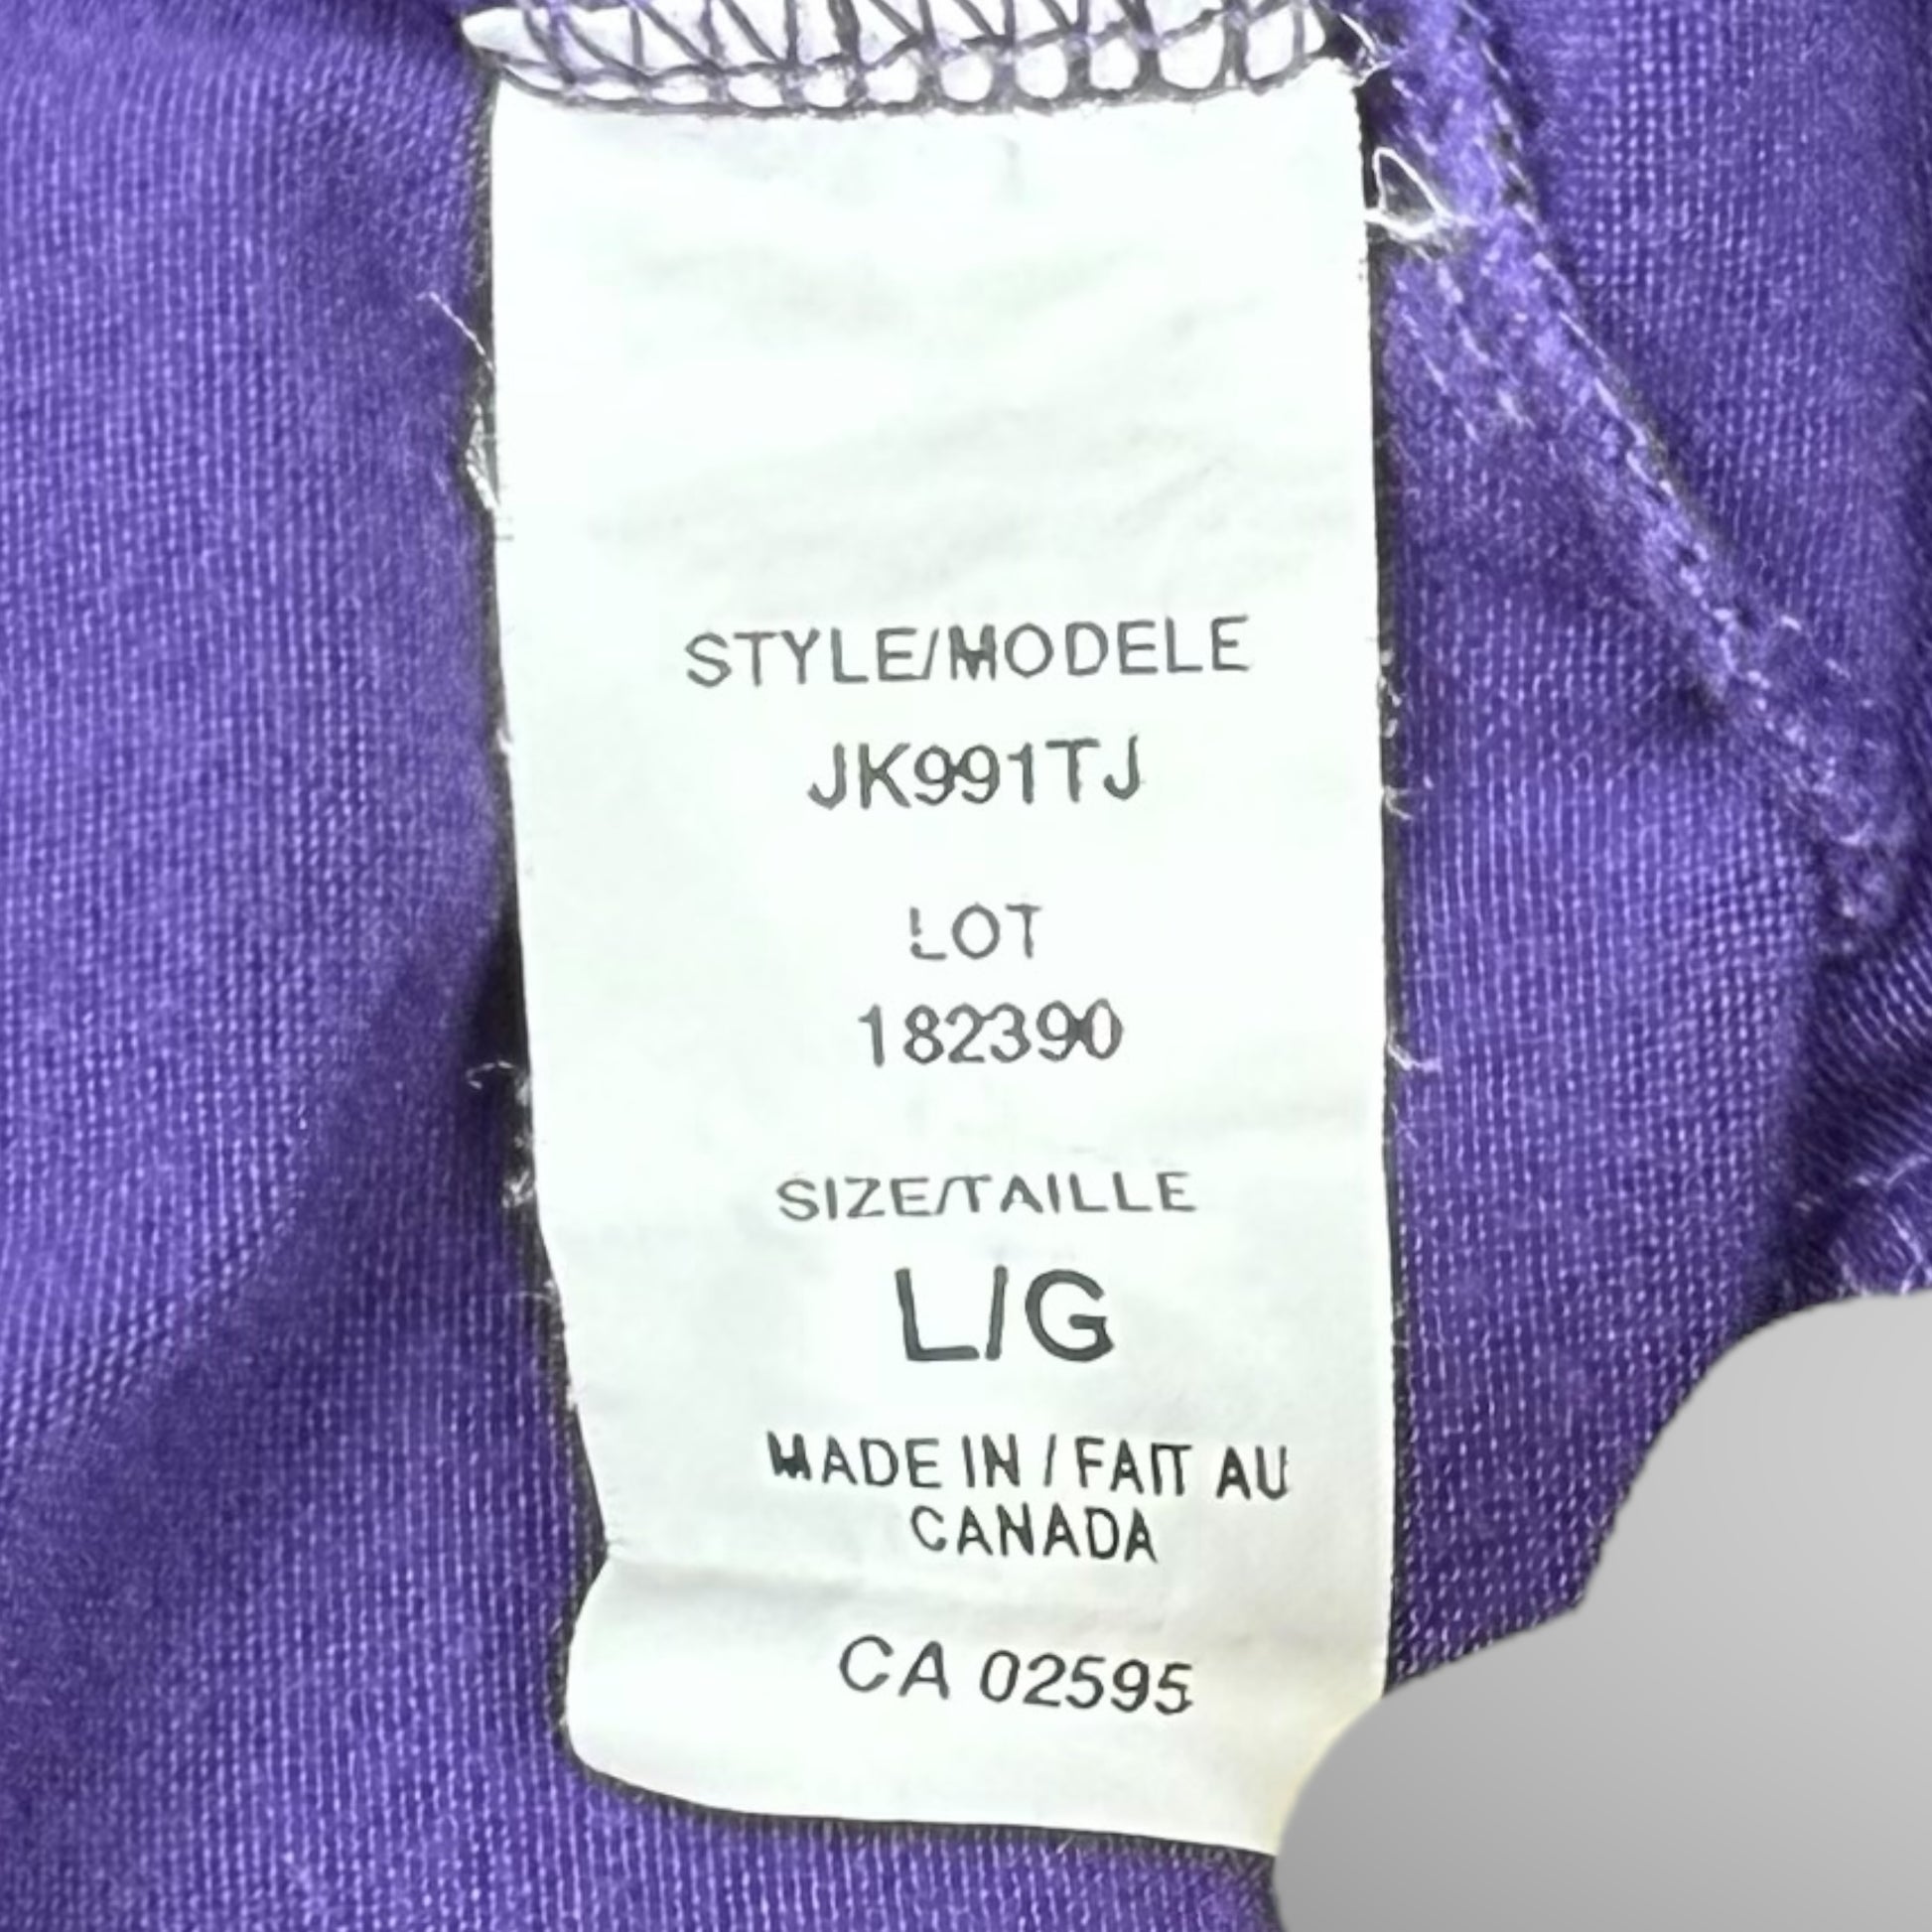 STYLE/MODELE
JK991TJ
LOT
182390
SIZE/TAILLE
L/G
MADE IN / FAIT AU
CANADA
CA 02595